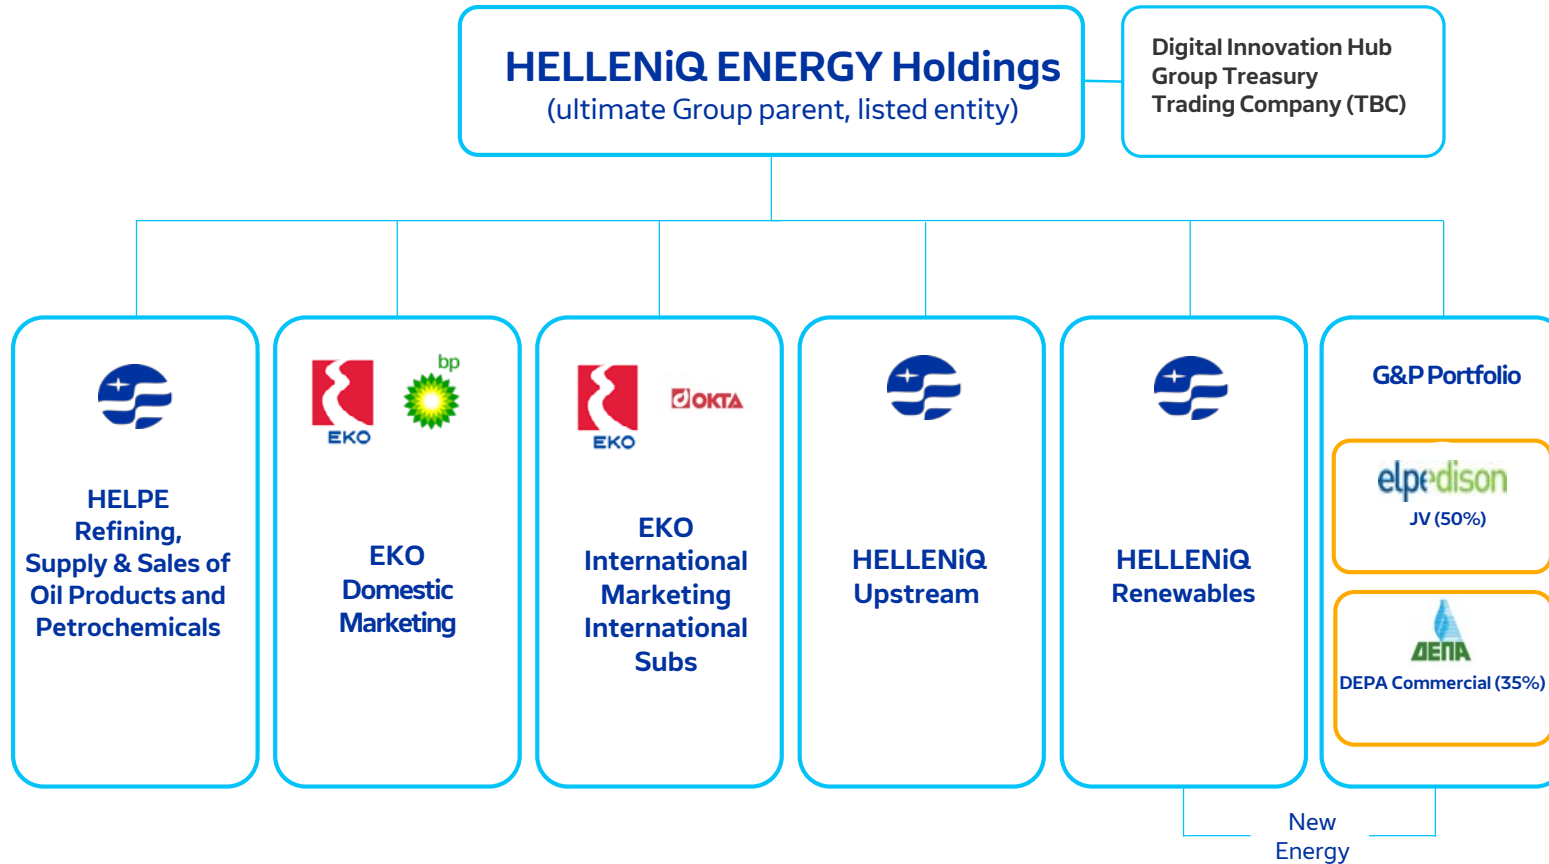 HELLENiQ ENERGY Holdings
(ultimate Group parent, listed entity)
Digital Innovation Hub
Group Treasury
Trading Company (TBC)
HELPE
Refining,
Supply & Sales of
Oil Products and
Petrochemicals
EKO
bp
EKO
Domestic
Marketing
EKO
OKTA
EKO
International
Marketing
International
Subs
HELLENiQ
Upstream
HELLENiQ
Renewables
G&P Portfolio
elpedison
JV (50%)
ΔΕΠΑ
DEPA Commercial (35%)
New
Energy